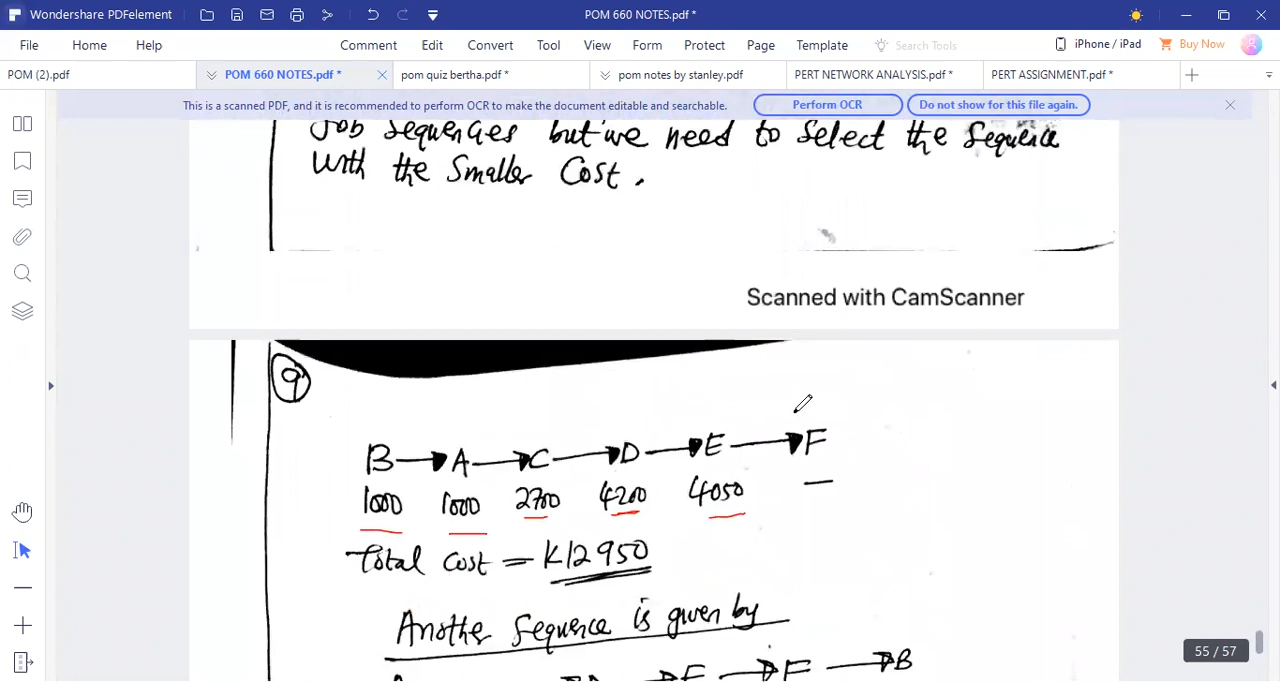 Wondershare PDFelement
POM 660 NOTES.pdf *
File Home Help Comment Edit Convert Tool View Form Protect Page Template Search Tools iPhone / iPad Buy Now
POM (2).pdf POM 660 NOTES.pdf * pom quiz bertha.pdf * pom notes by stanley.pdf PERT NETWORK ANALYSIS.pdf * PERT ASSIGNMENT.pdf *
This is a scanned PDF, and it is recommended to perform OCR to make the document editable and searchable. Perform OCR Do not show for this file again.
Job Sequences but we need to Select the Sequence
with the Smaller Cost.
Scanned with CamScanner
9
B → A → C → D → E → F
1000 1000 2700 4200 4050 —
Total Cost = K12950
Another Sequence is given by
E → F → B
55 / 57